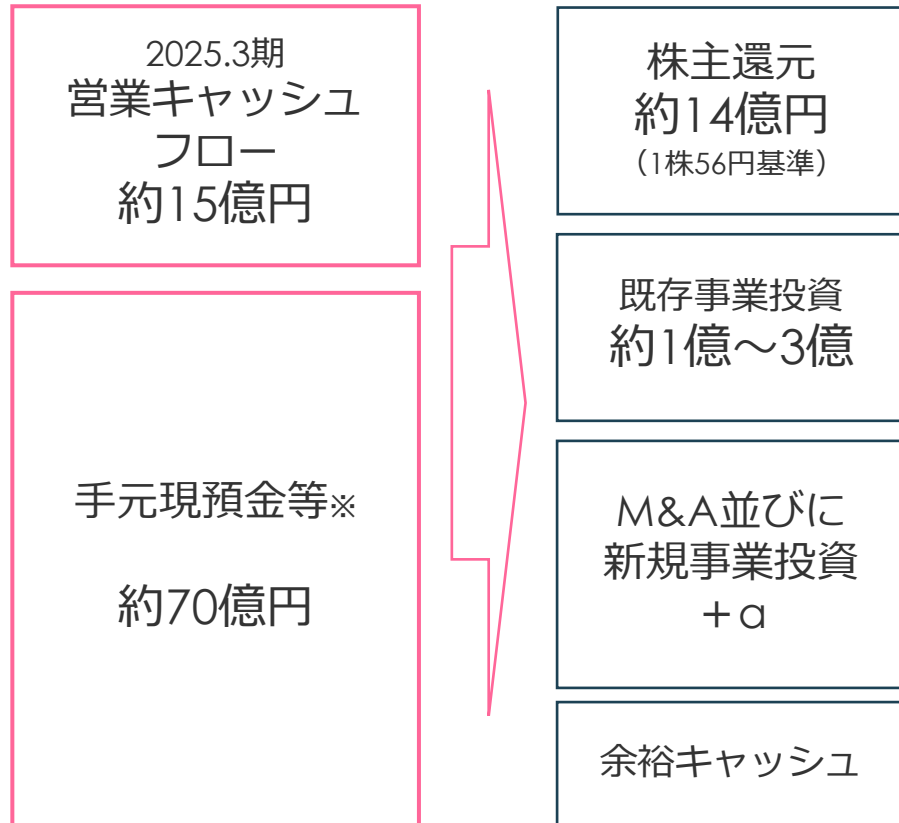 2025.3期
営業キャッシュ
フロー
約15億円
手元現預金等※
約70億円
株主還元
約14億円
（1株56円基準）
既存事業投資
約1億～3億
M&A並びに
新規事業投資
＋α
余裕キャッシュ